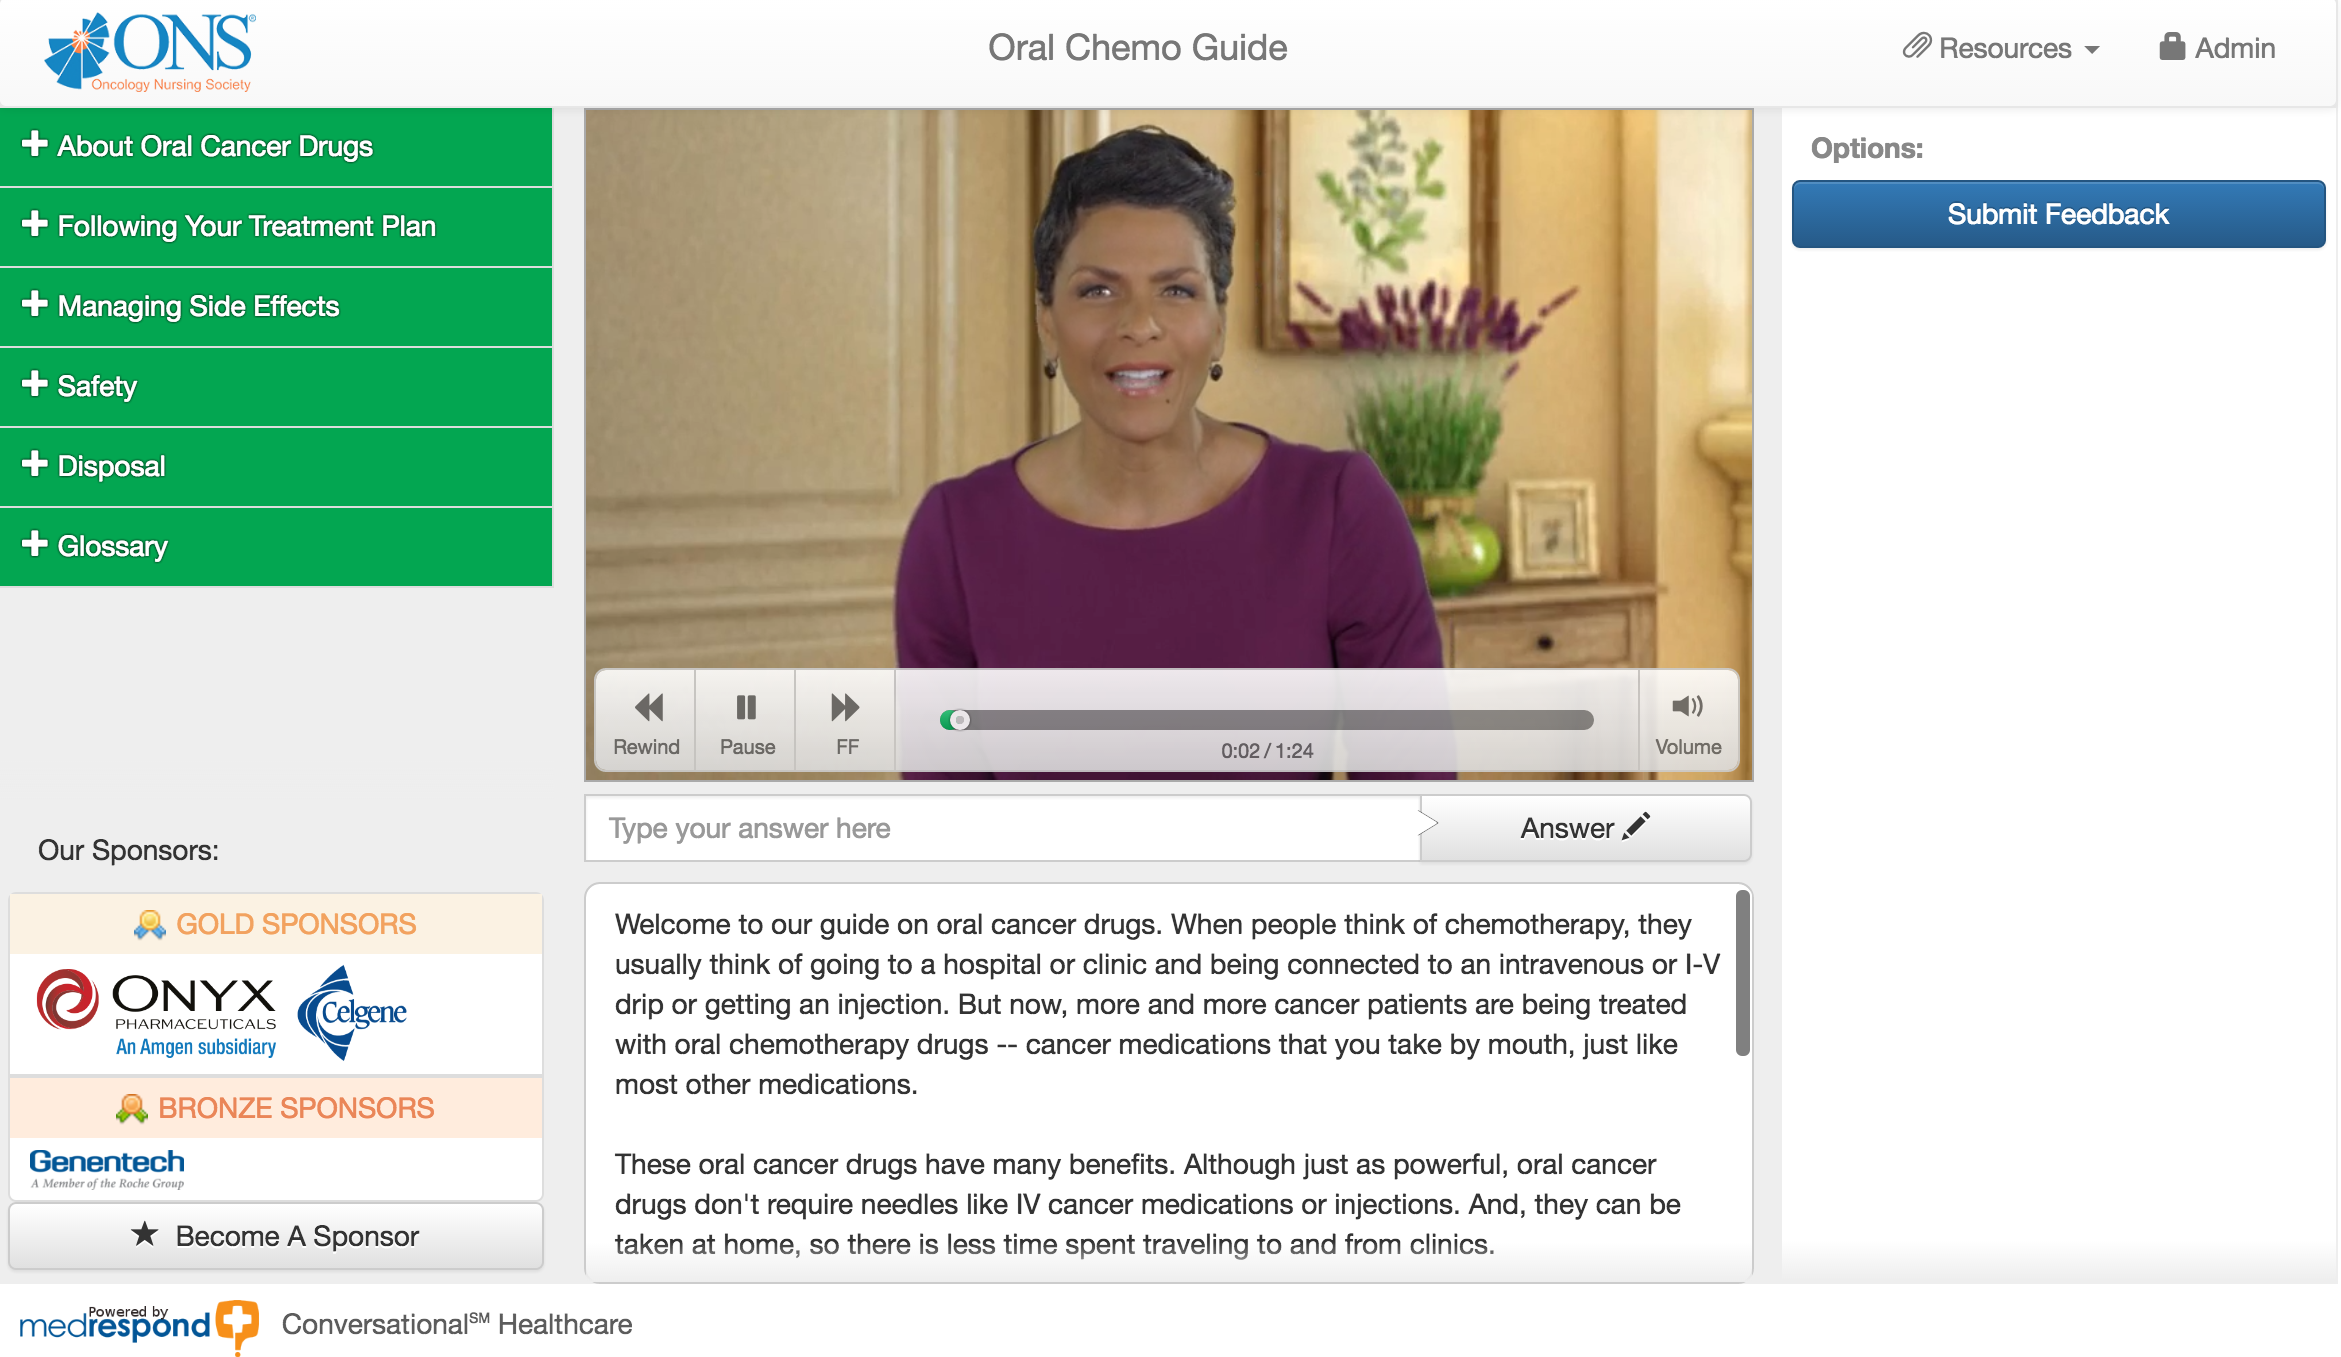 ONS®
Oncology Nursing Society
Oral Chemo Guide
Resources
Admin
About Oral Cancer Drugs
Following Your Treatment Plan
Managing Side Effects
Safety
Disposal
Glossary
Our Sponsors:
GOLD SPONSORS
ONYX
PHARMACEUTICALS
An Amgen subsidiary
Celgene
BRONZE SPONSORS
Genentech
A Member of the Roche Group
Become A Sponsor
Rewind
Pause
FF
0:02 / 1:24
Volume
Type your answer here
Answer
Welcome to our guide on oral cancer drugs. When people think of chemotherapy, they
usually think of going to a hospital or clinic and being connected to an intravenous or I-V
drip or getting an injection. But now, more and more cancer patients are being treated
with oral chemotherapy drugs -- cancer medications that you take by mouth, just like
most other medications.
These oral cancer drugs have many benefits. Although just as powerful, oral cancer
drugs don't require needles like IV cancer medications or injections. And, they can be
taken at home, so there is less time spent traveling to and from clinics.
Options:
Submit Feedback
Powered by
medrespond
Conversational℠ Healthcare